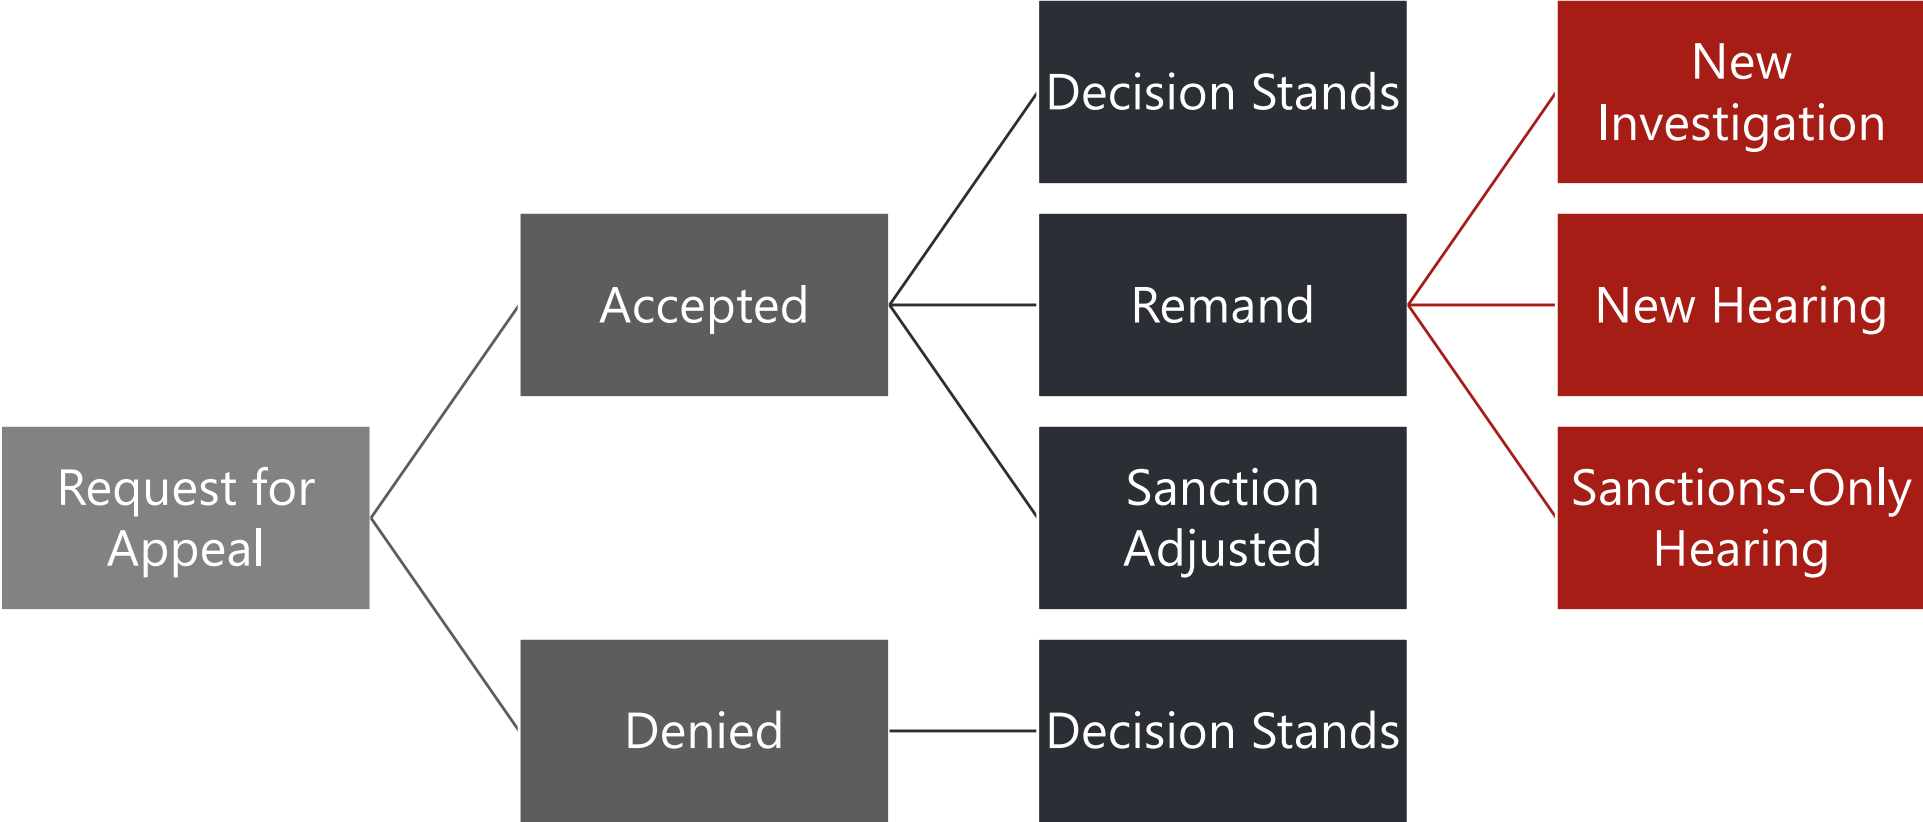 Request for
Appeal
Accepted
Denied
Decision Stands
Remand
Sanction
Adjusted
Decision Stands
New
Investigation
New Hearing
Sanctions-Only
Hearing